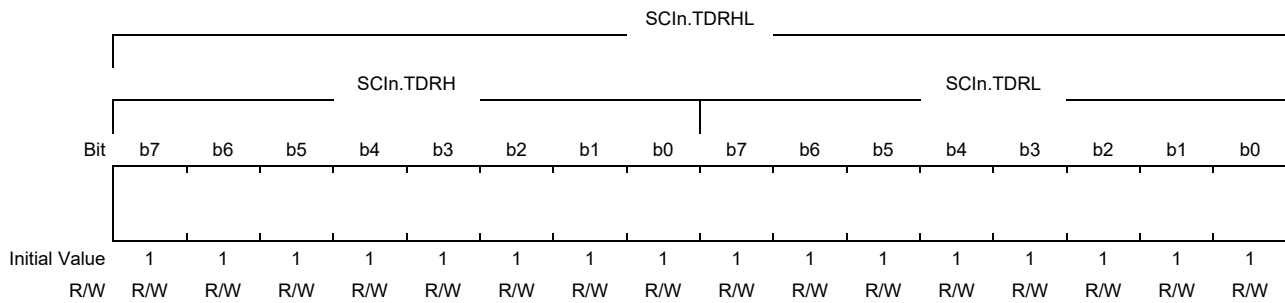 SCIn.TDRHL
SCIn.TDRH SCIn.TDRL
Bit b7 b6 b5 b4 b3 b2 b1 b0 b7 b6 b5 b4 b3 b2 b1 b0
Initial Value 1 1 1 1 1 1 1 1 1 1 1 1 1 1 1 1
R/W R/W R/W R/W R/W R/W R/W R/W R/W R/W R/W R/W R/W R/W R/W R/W R/W